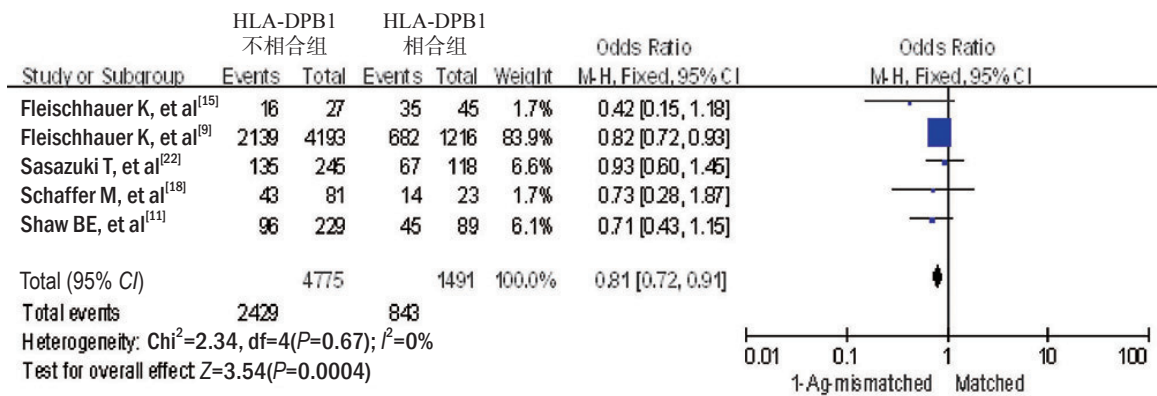 HLA-DPB1 HLA-DPB1
不相合组 相合组 Odds Ratio Odds Ratio
Study or Subgroup Events Total Events Total Weight M-H, Fixed, 95% CI M-H, Fixed, 95% CI
Fleischhauer K, et al[15] 16 27 35 45 1.7% 0.42 [0.15, 1.18]
Fleischhauer K, et al[9] 2139 4193 682 1216 83.9% 0.82 [0.72, 0.93]
Sasazuki T, et al[22] 135 245 67 118 6.6% 0.93 [0.60, 1.45]
Schaffer M, et al[18] 43 81 14 23 1.7% 0.73 [0.28, 1.87]
Shaw BE, et al[11] 96 229 45 89 6.1% 0.71 [0.43, 1.15]
Total (95% CI) 4775 1491 100.0% 0.81 [0.72, 0.91]
Total events 2429 843
Heterogeneity: Chi²=2.34, df=4(P=0.67); I²=0%
Test for overall effect Z=3.54(P=0.0004)
0.01 0.1 1 10 100
1-Ag-mismatched Matched